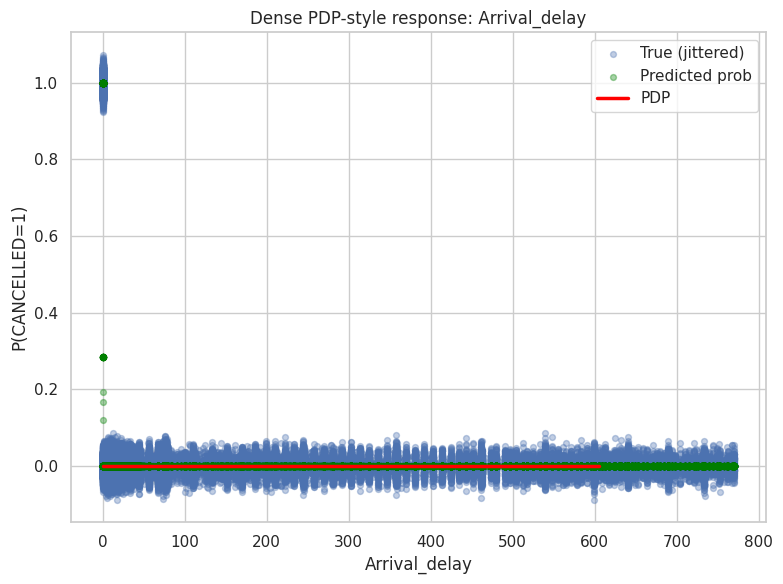 Dense PDP-style response: Arrival_delay
True (jittered)
Predicted prob
PDP
P(CANCELLED=1)
1.0
0.8
0.6
0.4
0.2
0.0
0 100 200 300 400 500 600 700 800
Arrival_delay